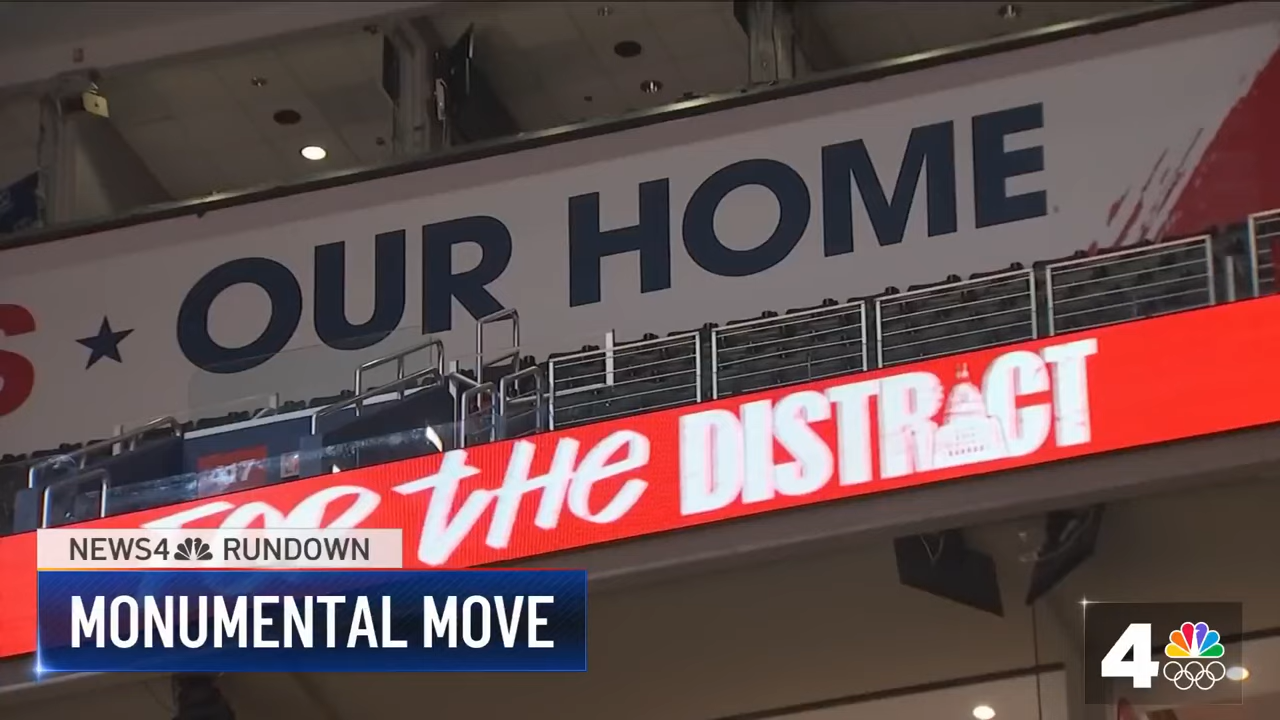 S ★ OUR HOME
FOR tHe DISTRICT
NEWS4 RUNDOWN
MONUMENTAL MOVE
4